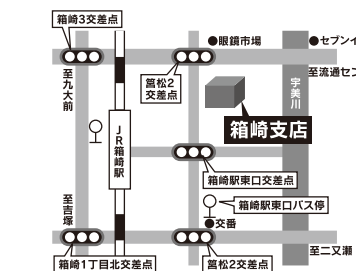 箱崎3交差点
●眼鏡市場
●セブンイ
至流通セブ
至九大前
筥松2
交差点
宇美川
箱崎支店
JR箱崎駅
箱崎駅東口交差点
至吉塚
箱崎駅東口バス停
●交番
至二又瀬
箱崎1丁目北交差点
筥松2交差点